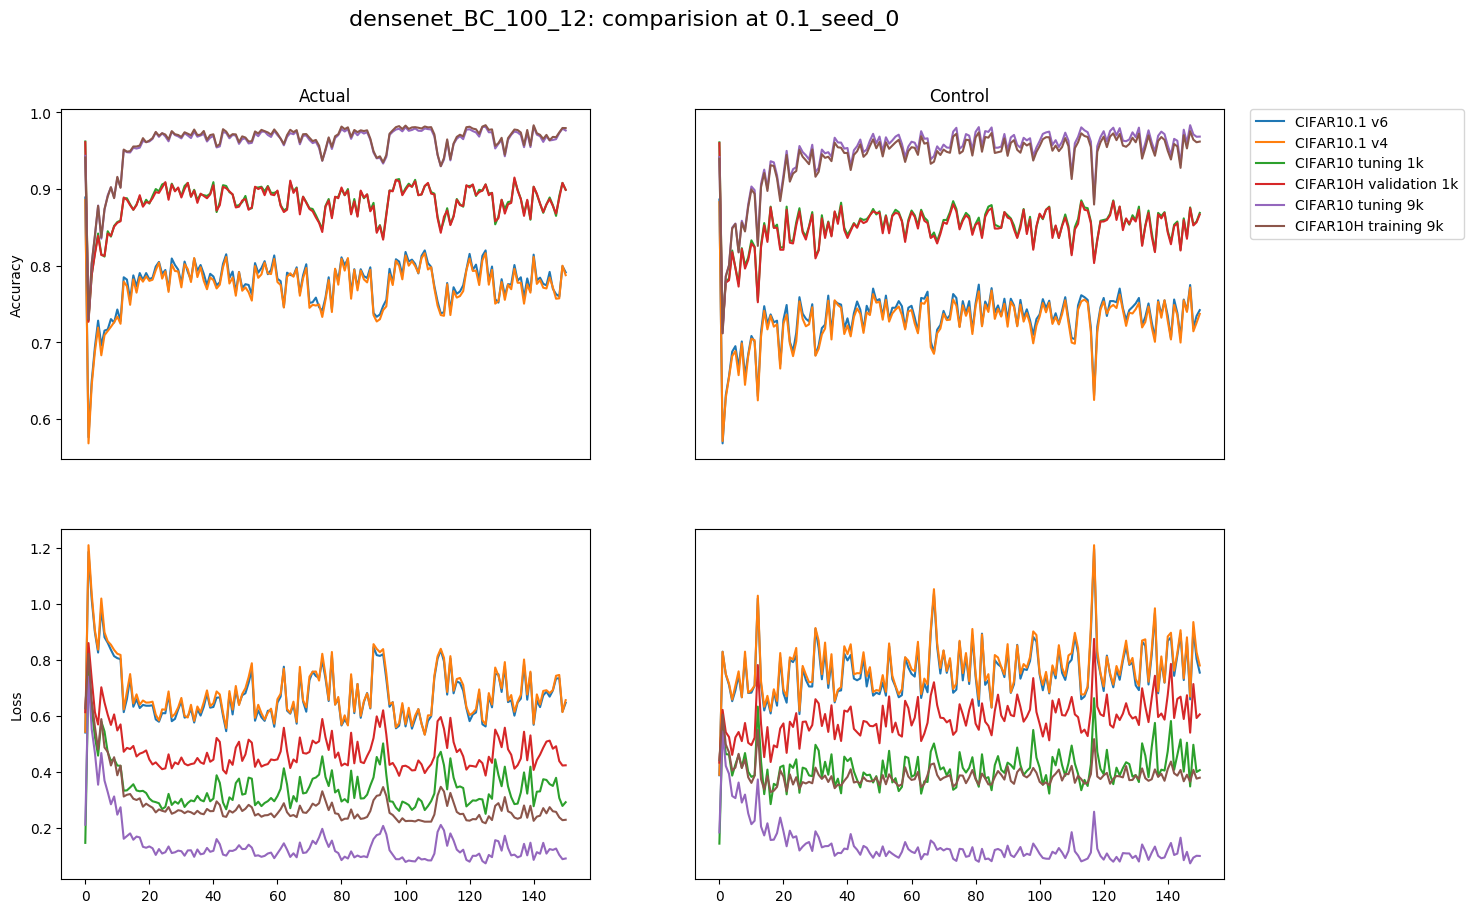 densenet_BC_100_12: comparision at 0.1_seed_0
Actual
Control
CIFAR10.1 v6
CIFAR10.1 v4
CIFAR10 tuning 1k
CIFAR10H validation 1k
CIFAR10 tuning 9k
CIFAR10H training 9k
Accuracy
1.0
0.9
0.8
0.7
0.6
Loss
1.2
1.0
0.8
0.6
0.4
0.2
0 20 40 60 80 100 120 140
0 20 40 60 80 100 120 140